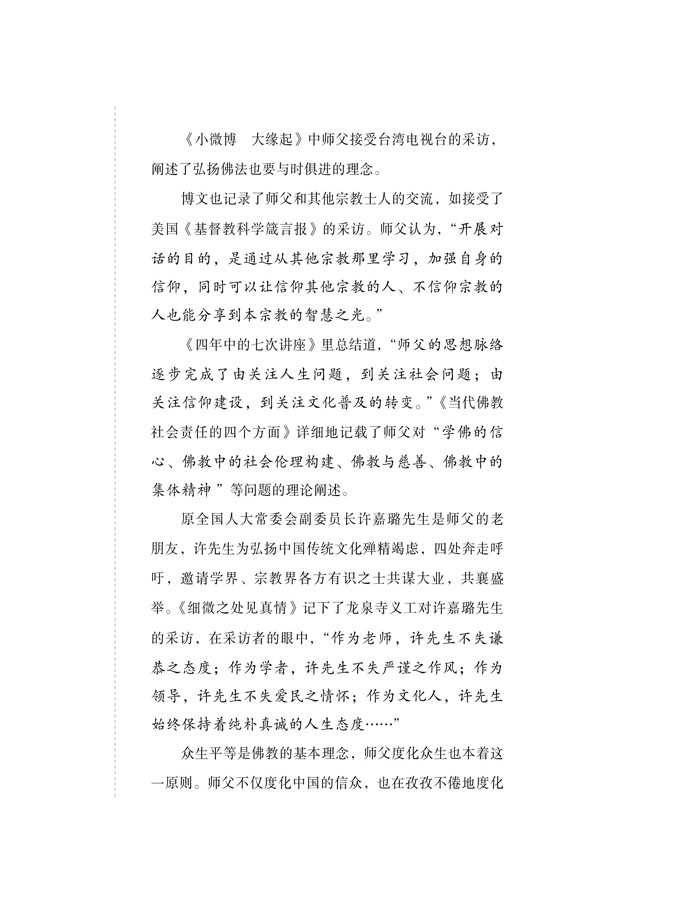 《小微博　大缘起》中师父接受台湾电视台的采访，
阐述了弘扬佛法也要与时俱进的理念。
博文也记录了师父和其他宗教士人的交流，如接受了
美国《基督教科学箴言报》的采访。师父认为，“开展对
话的目的，是通过从其他宗教那里学习，加强自身的
信仰，同时可以让信仰其他宗教的人、不信仰宗教的
人也能分享到本宗教的智慧之光。”
《四年中的七次讲座》里总结道，“师父的思想脉络
逐步完成了由关注人生问题，到关注社会问题；由
关注信仰建设，到关注文化普及的转变。”《当代佛教
社会责任的四个方面》详细地记载了师父对“学佛的信
心、佛教中的社会伦理构建、佛教与慈善、佛教中的
集体精神 ”等问题的理论阐述。
原全国人大常委会副委员长许嘉璐先生是师父的老
朋友，许先生为弘扬中国传统文化殚精竭虑，四处奔走呼
吁，邀请学界、宗教界各方有识之士共谋大业，共襄盛
举。《细微之处见真情》记下了龙泉寺义工对许嘉璐先生
的采访，在采访者的眼中，“作为老师，许先生不失谦
恭之态度；作为学者，许先生不失严谨之作风；作为
领导，许先生不失爱民之情怀；作为文化人，许先生
始终保持着纯朴真诚的人生态度……”
众生平等是佛教的基本理念，师父度化众生也本着这
一原则。师父不仅度化中国的信众，也在孜孜不倦地度化